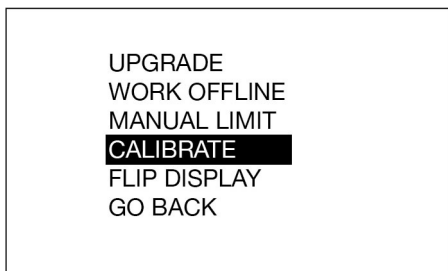 UPGRADE
WORK OFFLINE
MANUAL LIMIT
CALIBRATE
FLIP DISPLAY
GO BACK